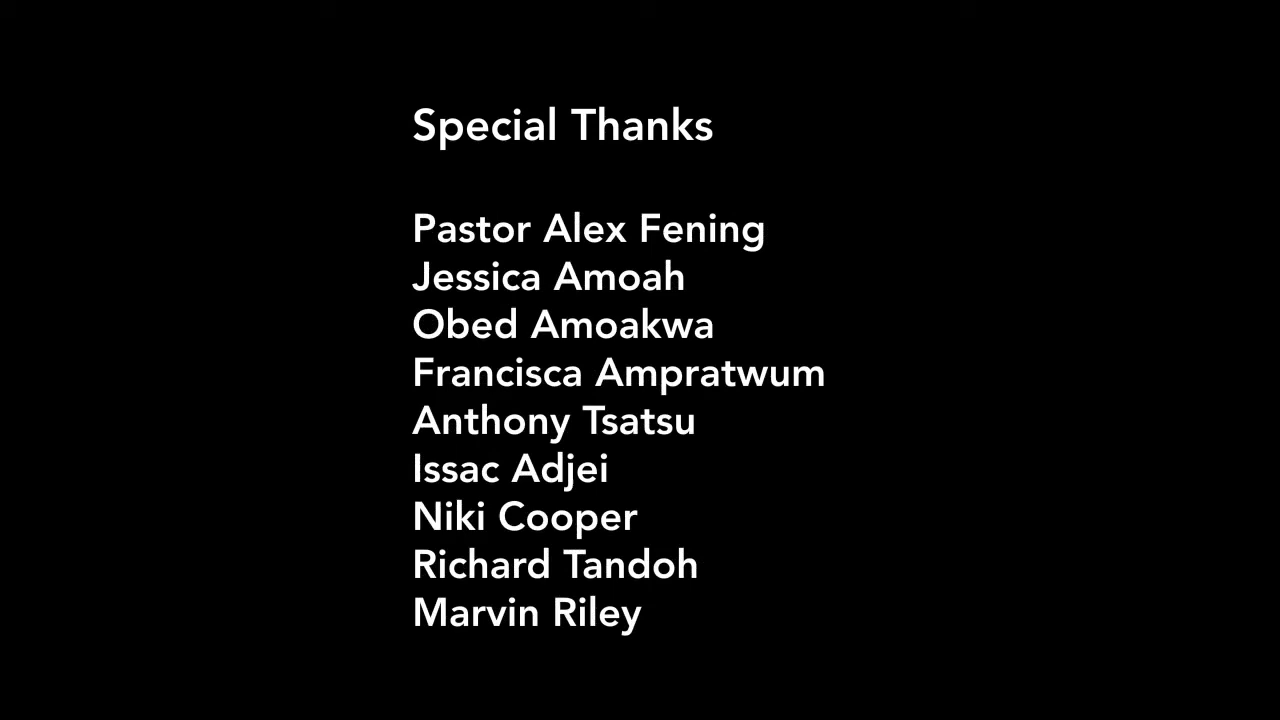 Special Thanks
Pastor Alex Fening
Jessica Amoah
Obed Amoakwa
Francisca Ampratwum
Anthony Tsatsu
Issac Adjei
Niki Cooper
Richard Tandoh
Marvin Riley